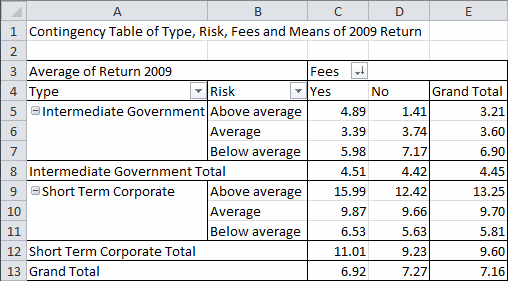 A B C D E
1 Contingency Table of Type, Risk, Fees and Means of 2009 Return
2
3 Average of Return 2009 Fees
4 Type Risk Yes No Grand Total
5 Intermediate Government Above average 4.89 1.41 3.21
6 Average 3.39 3.74 3.60
7 Below average 5.98 7.17 6.90
8 Intermediate Government Total 4.51 4.42 4.45
9 Short Term Corporate Above average 15.99 12.42 13.25
10 Average 9.87 9.66 9.70
11 Below average 6.53 5.63 5.81
12 Short Term Corporate Total 11.01 9.23 9.60
13 Grand Total 6.92 7.27 7.16